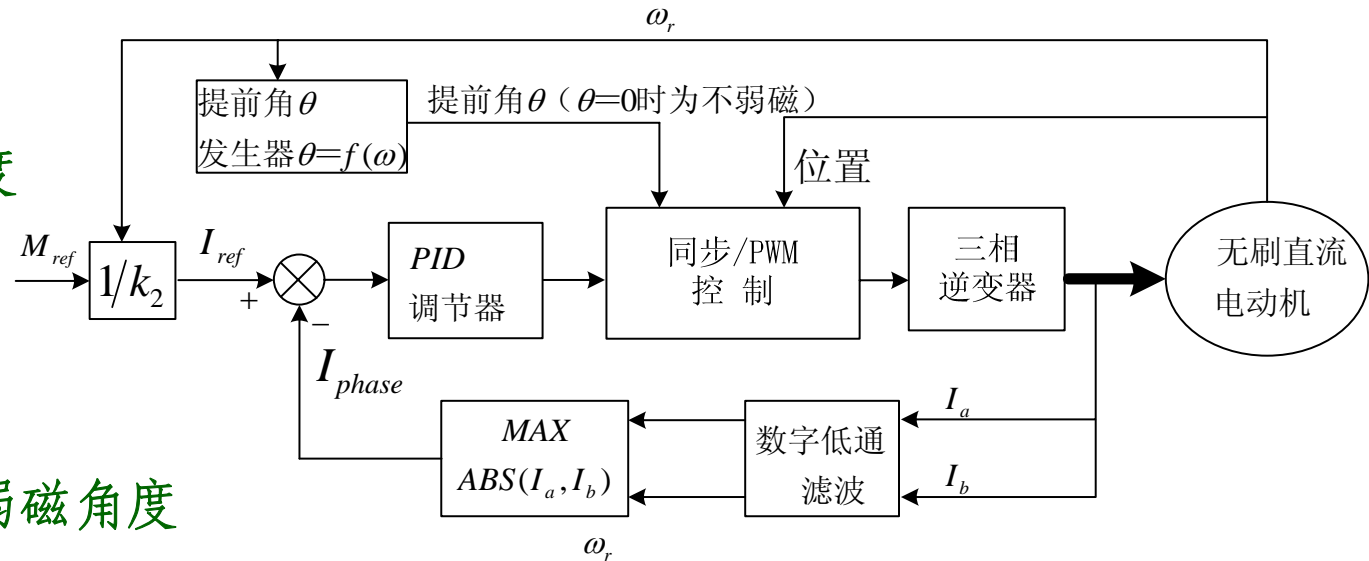 ω_r
提前角θ
发生器θ=f(ω)
提前角θ（θ=0时为不弱磁）
位置
度
M_ref
1/k_2
I_ref
+
−
PID
调节器
同步/PWM
控 制
三相
逆变器
无刷直流
电动机
I_phase
MAX
ABS(I_a,I_b)
数字低通
滤波
I_a
I_b
弱磁角度
ω_r